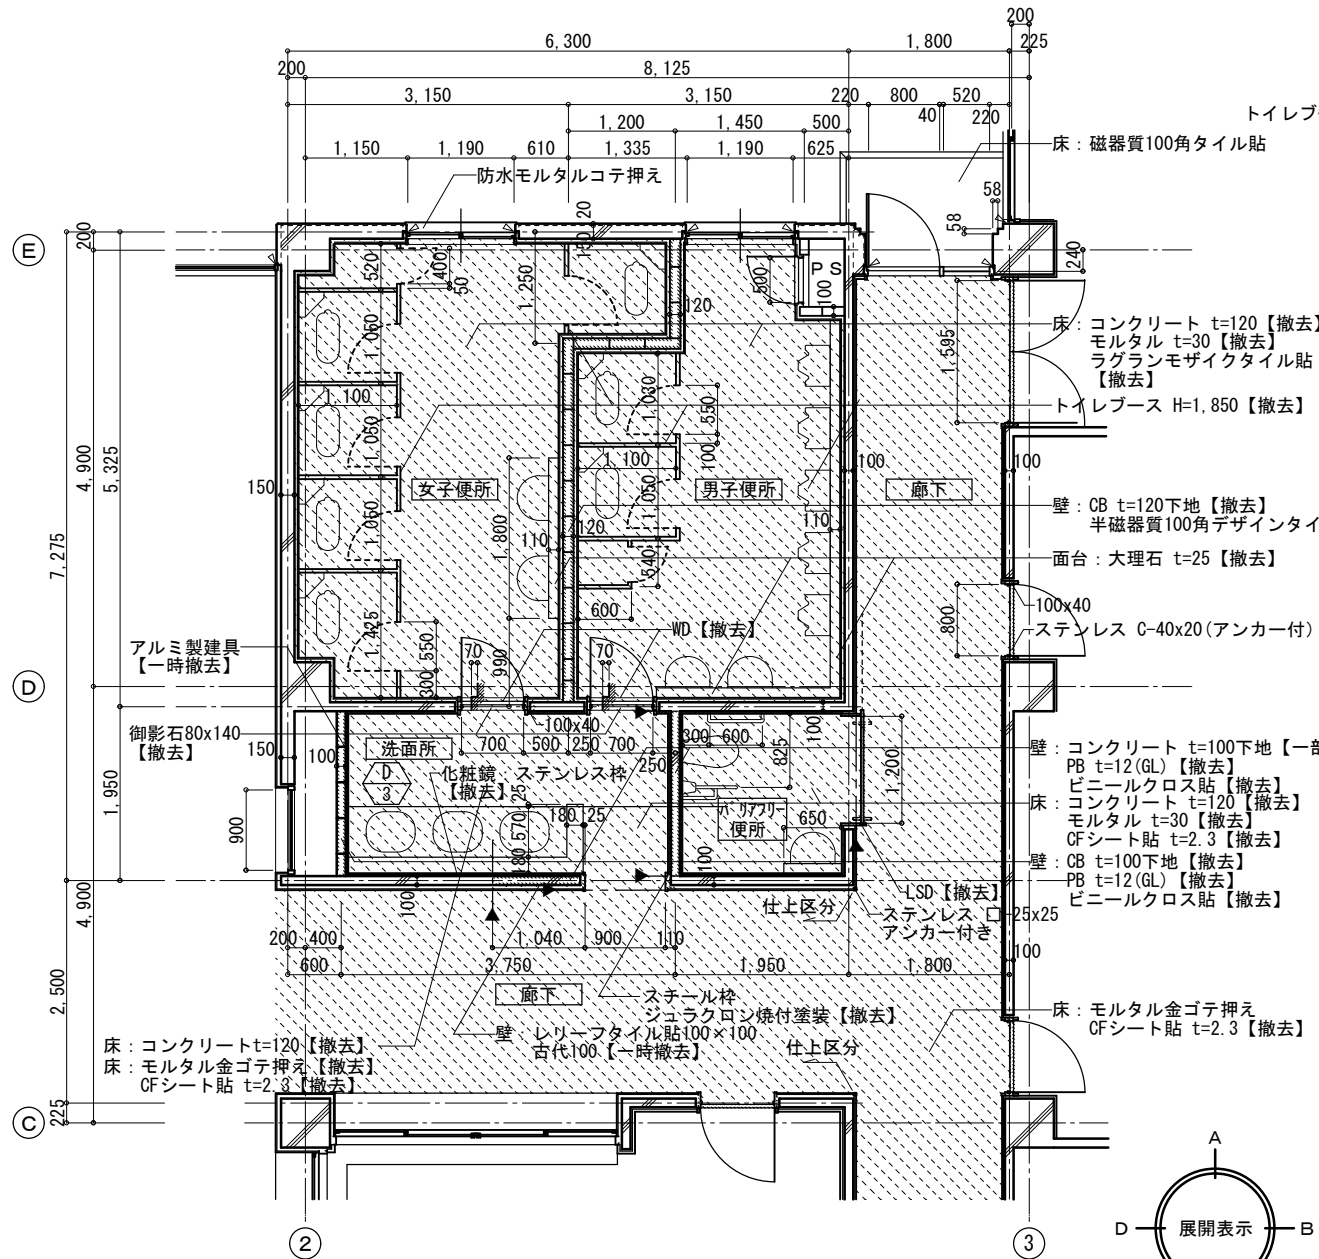 200
6,300
1,800
225
200
8,125
3,150
3,150
220
800
520
40
220
トイレブ
1,200
1,450
500
1,150
1,190
610
1,335
1,190
625
床：磁器質100角タイル貼
防水モルタルコテ押え
58
58
200
20
150
E
520
400
50
1,250
500
PS
100
240
120
床：コンクリート t=120【撤去】
モルタル t=30【撤去】
ラグランモザイクタイル貼
【撤去】
1,050
1,595
1,030
550
トイレブース H=1,850【撤去】
1,100
1,050
100
1,100
4,900
5,325
150
女子便所
男子便所
廊下
100
100
壁：CB t=120下地【撤去】
半磁器質100角デザインタイ
1,050
1,800
110
120
1,050
110
7,275
540
面台：大理石 t=25【撤去】
100x40
600
800
1,425
550
300
990
70
70
WD【撤去】
ステンレス C-40x20(アンカー付)
アルミ製建具
【一時撤去】
D
御影石80x140
【撤去】
150
100
洗面所
100x40
700
500
250
700
250
300
600
825
100
1,200
壁：コンクリート t=100下地【一部
PB t=12(GL)【撤去】
ビニールクロス貼【撤去】
D
3
化粧鏡 ステンレス枠
【撤去】
25
1,950
900
180
570
180
25
バリアフリー
便所
650
100
床：コンクリート t=120【撤去】
モルタル t=30【撤去】
CFシート貼 t=2.3【撤去】
壁：CB t=100下地【撤去】
PB t=12(GL)【撤去】
ビニールクロス貼【撤去】
4,900
100
LSD【撤去】
仕上区分
ステンレス □-25x25
アンカー付き
200
400
1,040
900
110
100
600
3,750
1,950
1,800
2,500
廊下
スチール枠
ジュラクロン焼付塗装【撤去】
壁：レリーフタイル貼100×100
古代100【一時撤去】
仕上区分
床：モルタル金ゴテ押え
CFシート貼 t=2.3【撤去】
床：コンクリートt=120【撤去】
床：モルタル金ゴテ押え【撤去】
CFシート貼 t=2.3【撤去】
225
C
A
D
展開表示
B
2
3